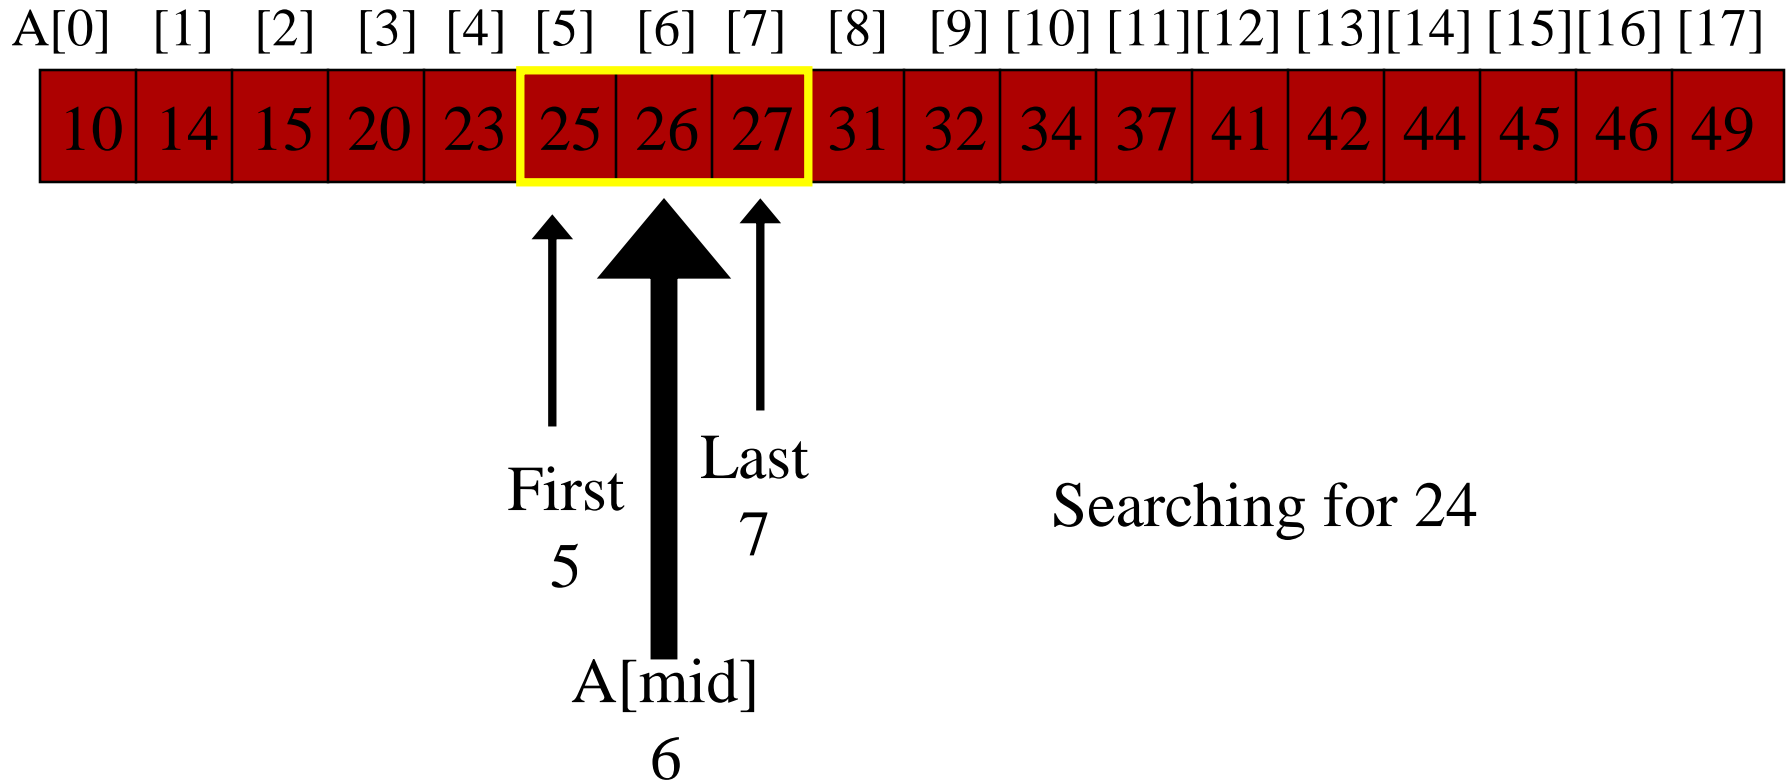 A[0] [1] [2] [3] [4] [5] [6] [7] [8] [9] [10] [11][12] [13][14] [15][16] [17]
10 14 15 20 23 25 26 27 31 32 34 37 41 42 44 45 46 49
First
5
Last
7
Searching for 24
A[mid]
6